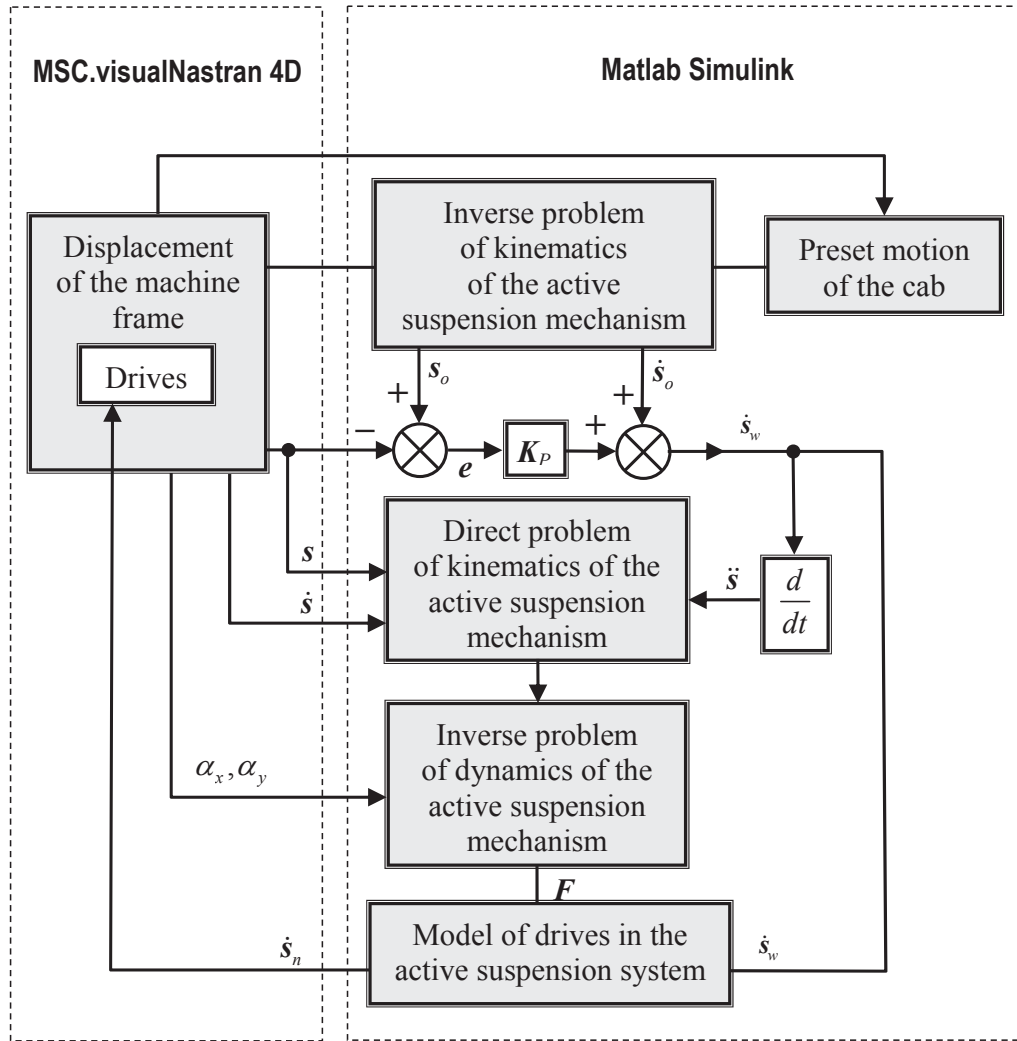 MSC.visualNastran 4D
Matlab Simulink
Displacement
of the machine
frame
Drives
Inverse problem
of kinematics
of the active
suspension mechanism
Preset motion
of the cab
s_o
ṡ_o
+
+
−
+
e
K_P
ṡ_w
Direct problem
of kinematics of the
active suspension
mechanism
s
ṡ
s̈
d
dt
Inverse problem
of dynamics of the
active suspension
mechanism
α_x, α_y
F
Model of drives in the
active suspension system
ṡ_n
ṡ_w